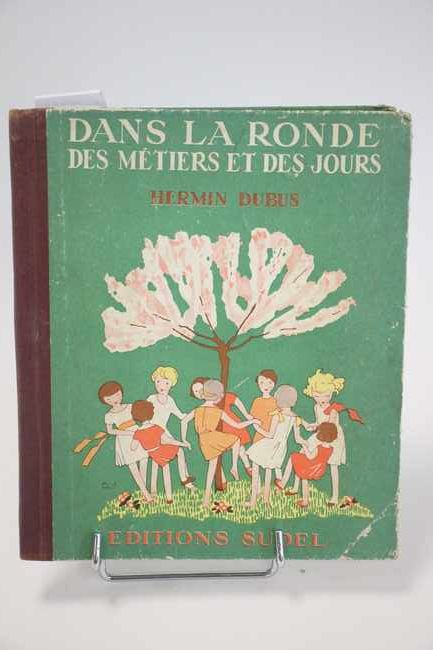 DANS LA RONDE
DES MÉTIERS ET DES JOURS
HERMIN DUBUS
EDITIONS SUDEL